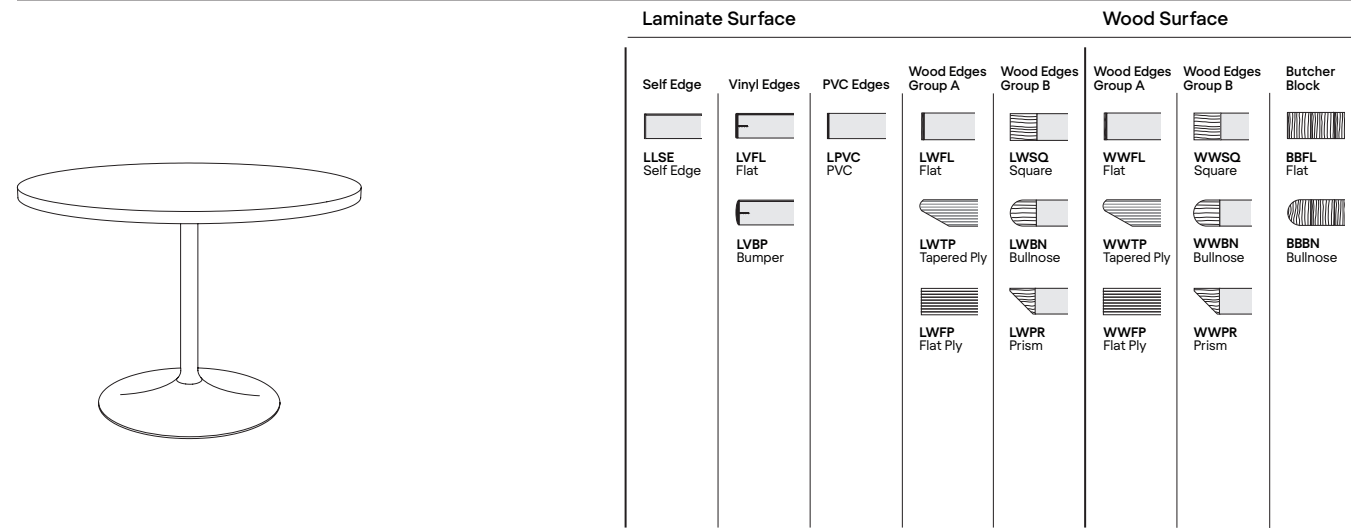 Laminate Surface
Wood Surface
Self Edge
Vinyl Edges
PVC Edges
Wood Edges
Group A
Wood Edges
Group B
Wood Edges
Group A
Wood Edges
Group B
Butcher
Block
LLSE
Self Edge
LVFL
Flat
LPVC
PVC
LWFL
Flat
LWSQ
Square
WWFL
Flat
WWSQ
Square
BBFL
Flat
LVBP
Bumper
LWTP
Tapered Ply
LWBN
Bullnose
WWTP
Tapered Ply
WWBN
Bullnose
BBBN
Bullnose
LWFP
Flat Ply
LWPR
Prism
WWFP
Flat Ply
WWPR
Prism